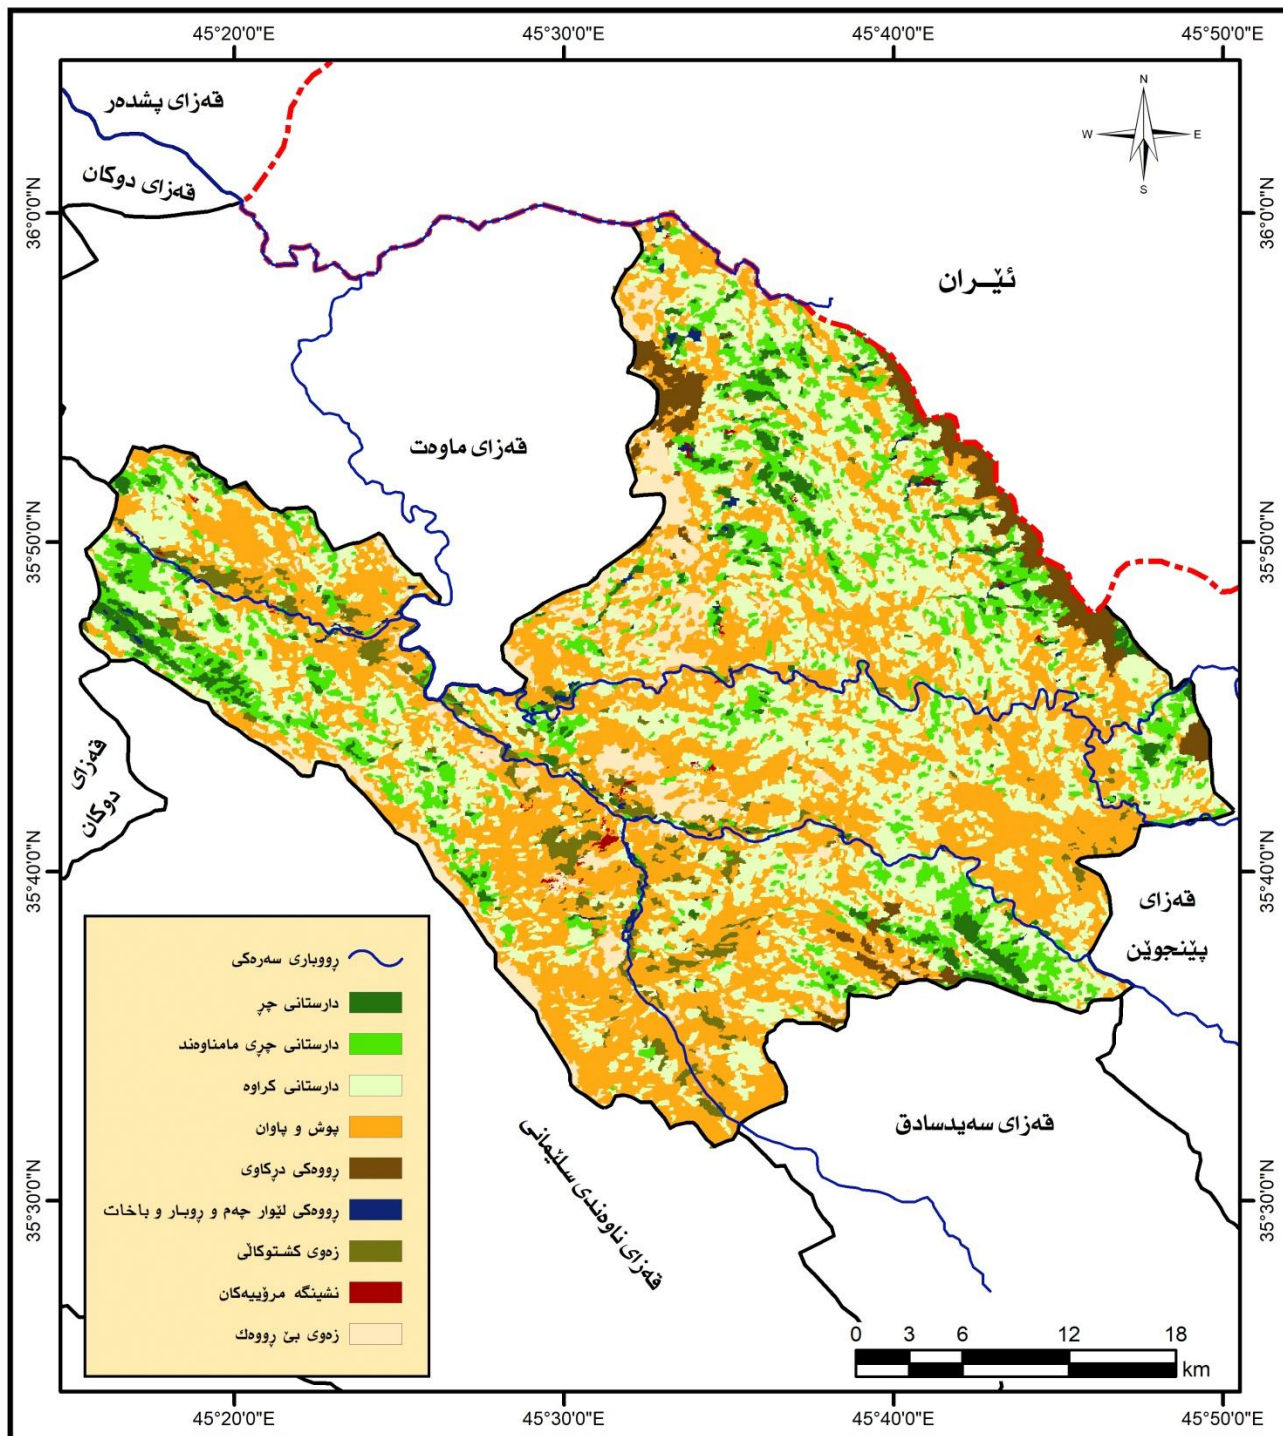 45°20'0"E 45°30'0"E 45°40'0"E 45°50'0"E
N
W E
S
36°0'0"N 36°0'0"N
35°50'0"N 35°50'0"N
35°40'0"N 35°40'0"N
35°30'0"N 35°30'0"N
قەزای پشدەر
قەزای دوکان
ئێــران
قەزای ماوەت
قەزای
دوکان
قەزای
پێنجوێن
قەزای سەیدسادق
قەزای ناوەندی سلێمانی
ڕووباری سەرەکی
دارستانی چڕ
دارستانی چڕی مامناوەند
دارستانی کراوە
پوش و پاوان
ڕووەکی دڕکاوی
ڕووەکی لێوار چەم و ڕوبار و باخات
زەوی کشتوکاڵی
نشینگە مرۆییەکان
زەوی بێ ڕووەك
0 3 6 12 18
km
45°20'0"E 45°30'0"E 45°40'0"E 45°50'0"E